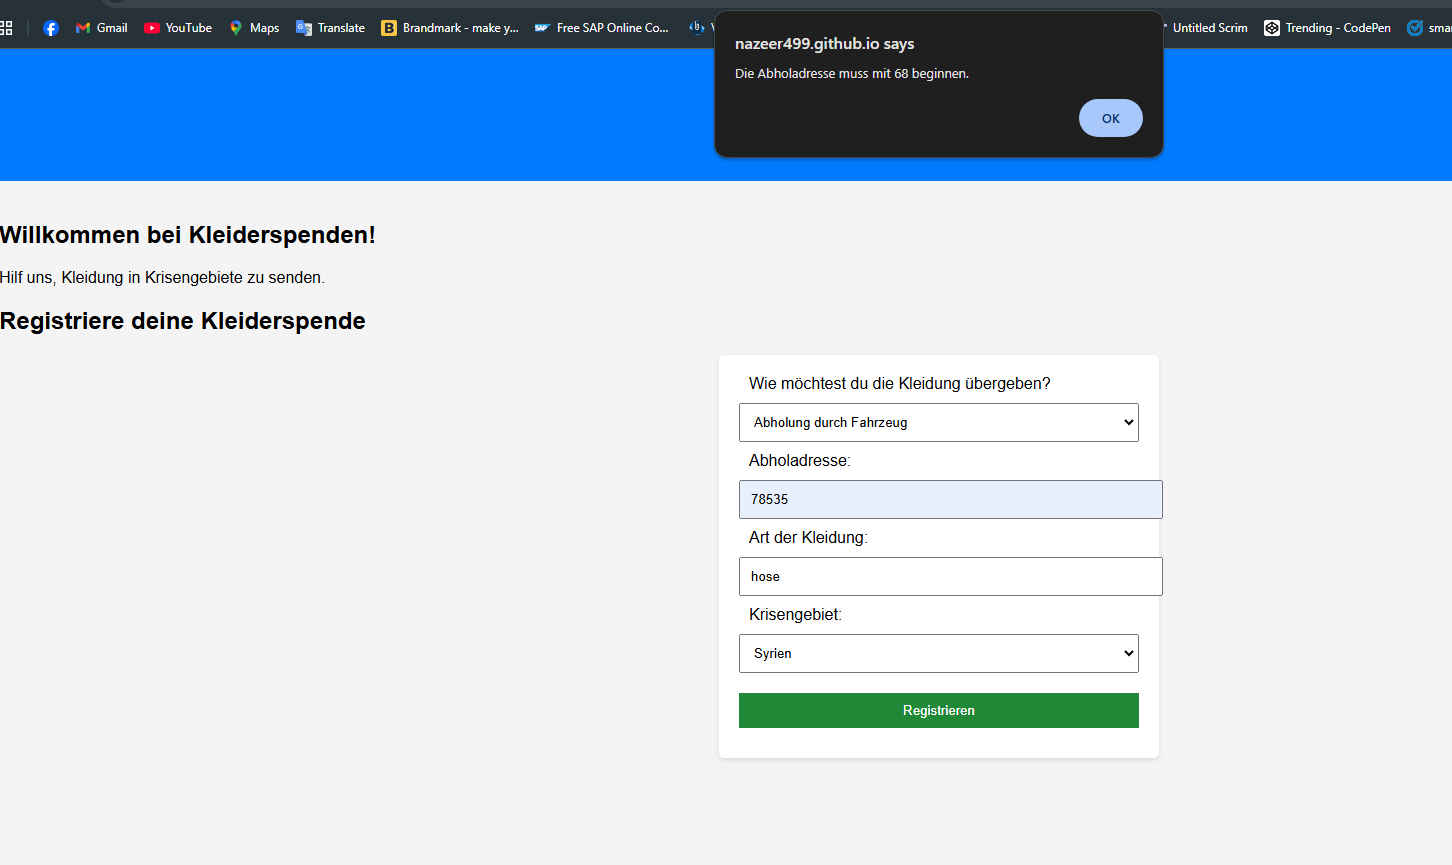 Gmail
YouTube
Maps
Translate
Brandmark - make y...
Free SAP Online Co...
Untitled Scrim
Trending - CodePen
nazeer499.github.io says
Die Abholadresse muss mit 68 beginnen.
OK
Willkommen bei Kleiderspenden!
Hilf uns, Kleidung in Krisengebiete zu senden.
Registriere deine Kleiderspende
Wie möchtest du die Kleidung übergeben?
Abholung durch Fahrzeug
Abholadresse:
78535
Art der Kleidung:
hose
Krisengebiet:
Syrien
Registrieren